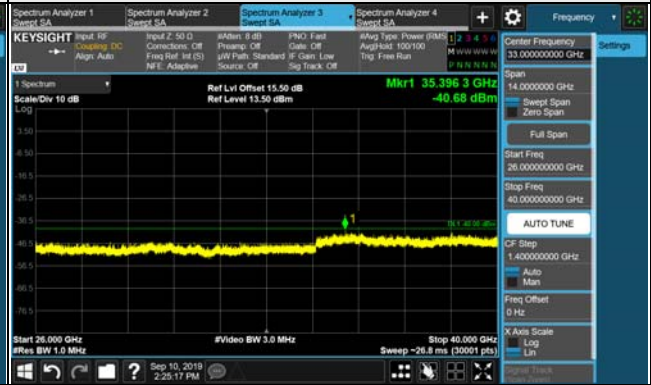 Spectrum Analyzer 1
Swept SA
Spectrum Analyzer 2
Swept SA
Spectrum Analyzer 3
Swept SA
Spectrum Analyzer 4
Swept SA
+
Frequency
KEYSIGHT
Input: RF
Coupling: DC
Align: Auto
Input Z: 50 Ω
Corrections: Off
Freq Ref: Int (S)
NFE: Adaptive
#Atten: 8 dB
Preamp: Off
µW Path: Standard
Source: Off
PNO: Fast
Gate: Off
IF Gain: Low
Sig Track: Off
#Avg Type: Power (RMS
Avg|Hold: 100/100
Trig: Free Run
1 2 3 4 5 6
M W W W W W
P N N N N N
LXI
Center Frequency
33.000000000 GHz
Settings
Span
14.0000000 GHz
Swept Span
Zero Span
Full Span
Start Freq
26.000000000 GHz
Stop Freq
40.000000000 GHz
AUTO TUNE
CF Step
1.400000000 GHz
Auto
Man
Freq Offset
0 Hz
X Axis Scale
Log
Lin
Signal Track
1 Spectrum
Scale/Div 10 dB
Log
Ref Lvl Offset 15.50 dB
Ref Level 13.50 dBm
Mkr1 35.396 3 GHz
-40.68 dBm
3.50
-6.50
-16.5
-26.5
-36.5
-46.5
-56.5
-66.5
-76.5
1
DL1 -40.00 dBm
Start 26.000 GHz
#Res BW 1.0 MHz
#Video BW 3.0 MHz
Stop 40.000 GHz
Sweep ~26.8 ms (30001 pts)
?
Sep 10, 2019
2:25:17 PM